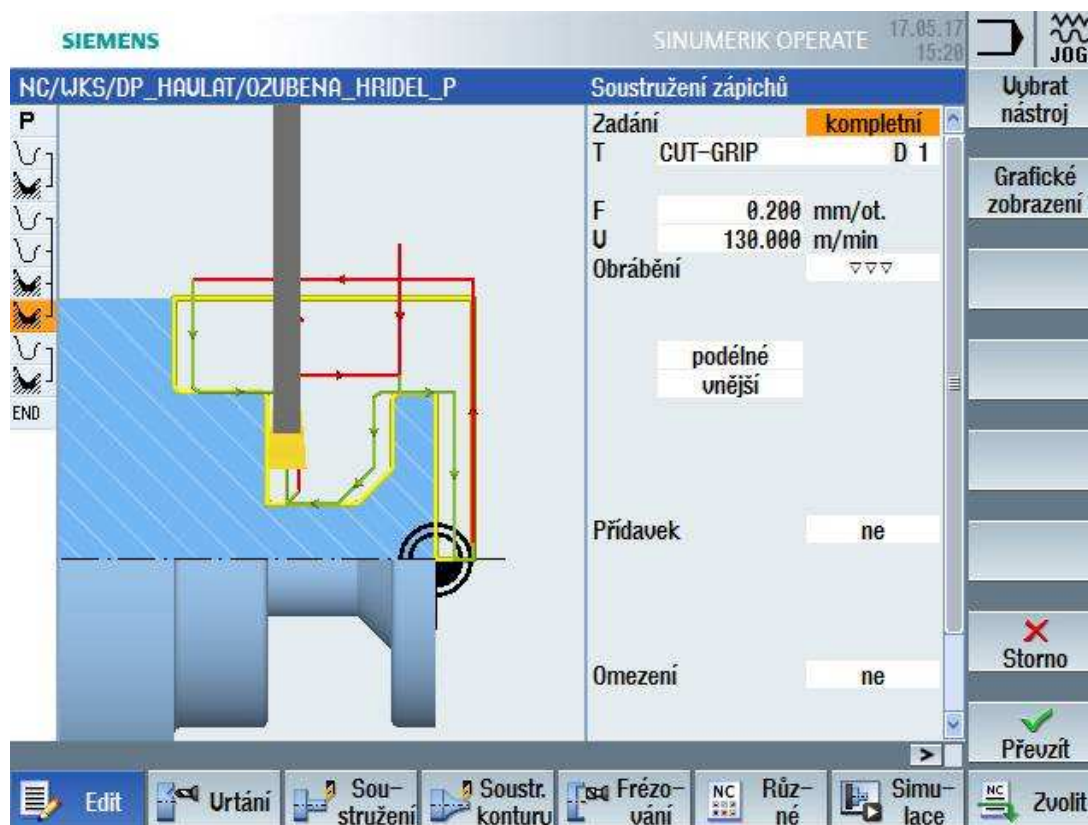 SIEMENS
SINUMERIK OPERATE
17.05.17
15:20
JOG
NC/WKS/DP_HAVLAT/OZUBENA_HRIDEL_P
Soustružení zápichů
Vybrat
nástroj
P
Zadání kompletní
T CUT-GRIP D 1
Grafické
zobrazení
F 0.200 mm/ot.
V 130.000 m/min
Obrábění ▽▽▽
podélné
vnější
END
Přídavek ne
Omezení ne
Storno
Převzít
>
Edit
Vrtání
Sou-
stružení
Soustr.
konturu
Frézo-
vání
NC
Růz-
né
Simu-
lace
NC
Zvolit